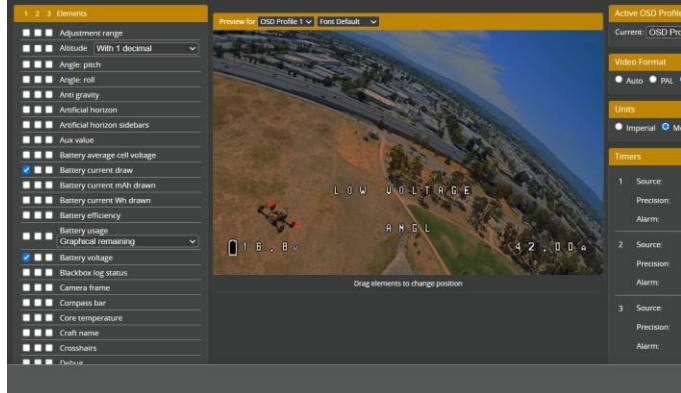 1 2 3 Elements
Adjustment range
Altitude With 1 decimal
Angle: pitch
Angle: roll
Anti gravity
Artificial horizon
Artificial horizon sidebars
Aux value
Battery average cell voltage
Battery current draw
Battery current mAh drawn
Battery current Wh drawn
Battery efficiency
Battery usage
Graphical remaining
Battery voltage
Blackbox log status
Camera frame
Compass bar
Core temperature
Craft name
Crosshairs
Debug
Preview for OSD Profile 1 Font Default
LOW VOLTAGE
ANGL
16.8V
42.00A
Drag elements to change position
Active OSD Profile
Current: OSD Pro
Video Format
Auto PAL
Units
Imperial Me
Timers
1 Source:
Precision:
Alarm:
2 Source:
Precision:
Alarm:
3 Source:
Precision:
Alarm: